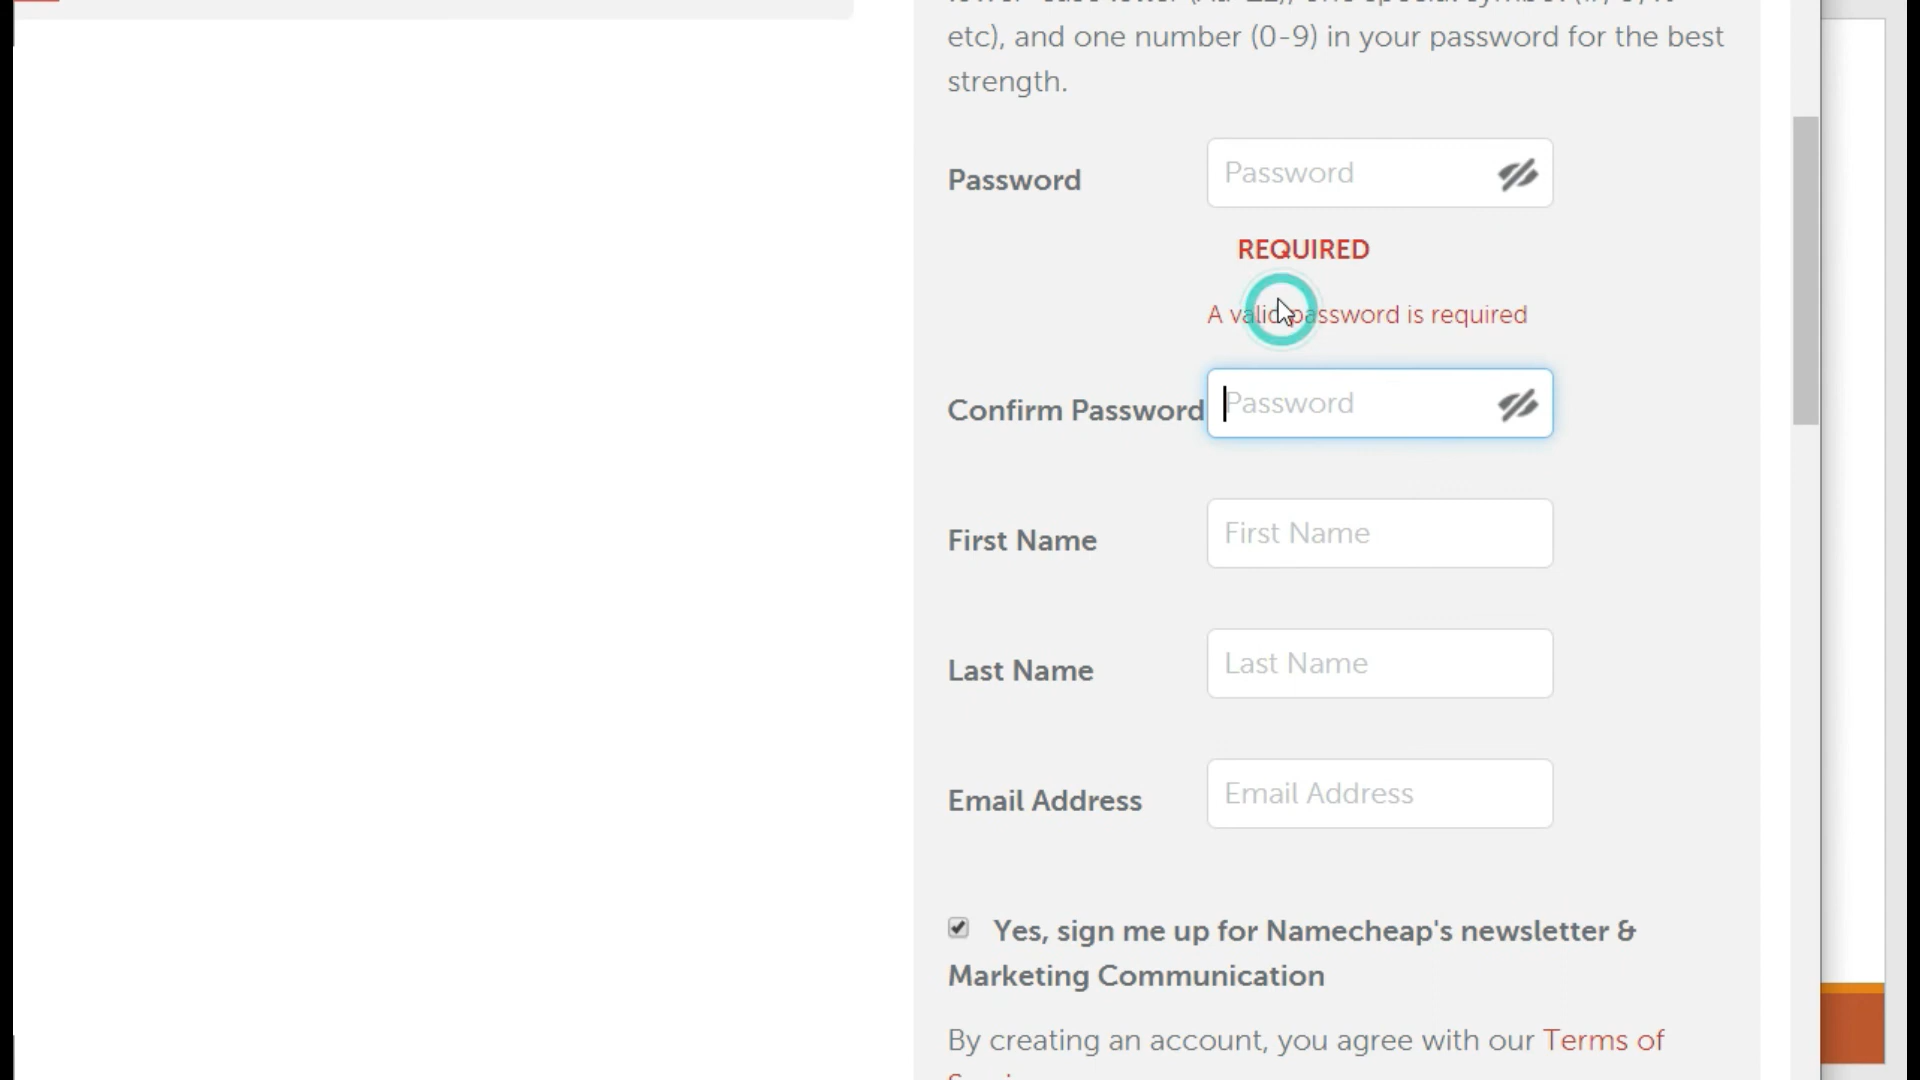 etc), and one number (0-9) in your password for the best
strength.
Password
Password
REQUIRED
A valid password is required
Confirm Password
Password
First Name
First Name
Last Name
Last Name
Email Address
Email Address
Yes, sign me up for Namecheap's newsletter &
Marketing Communication
By creating an account, you agree with our Terms of